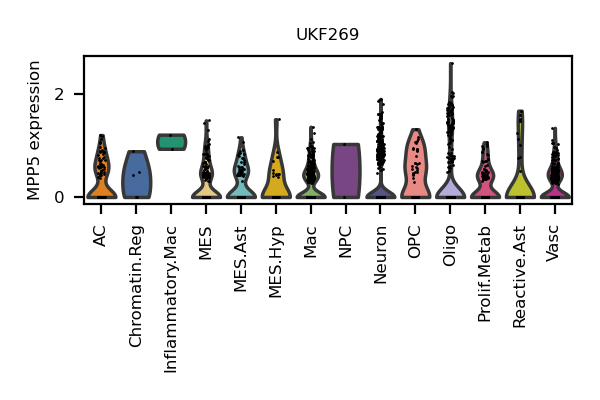 UKF269
MPP5 expression
2
0
AC
Chromatin.Reg
Inflammatory.Mac
MES
MES.Ast
MES.Hyp
Mac
NPC
Neuron
OPC
Oligo
Prolif.Metab
Reactive.Ast
Vasc